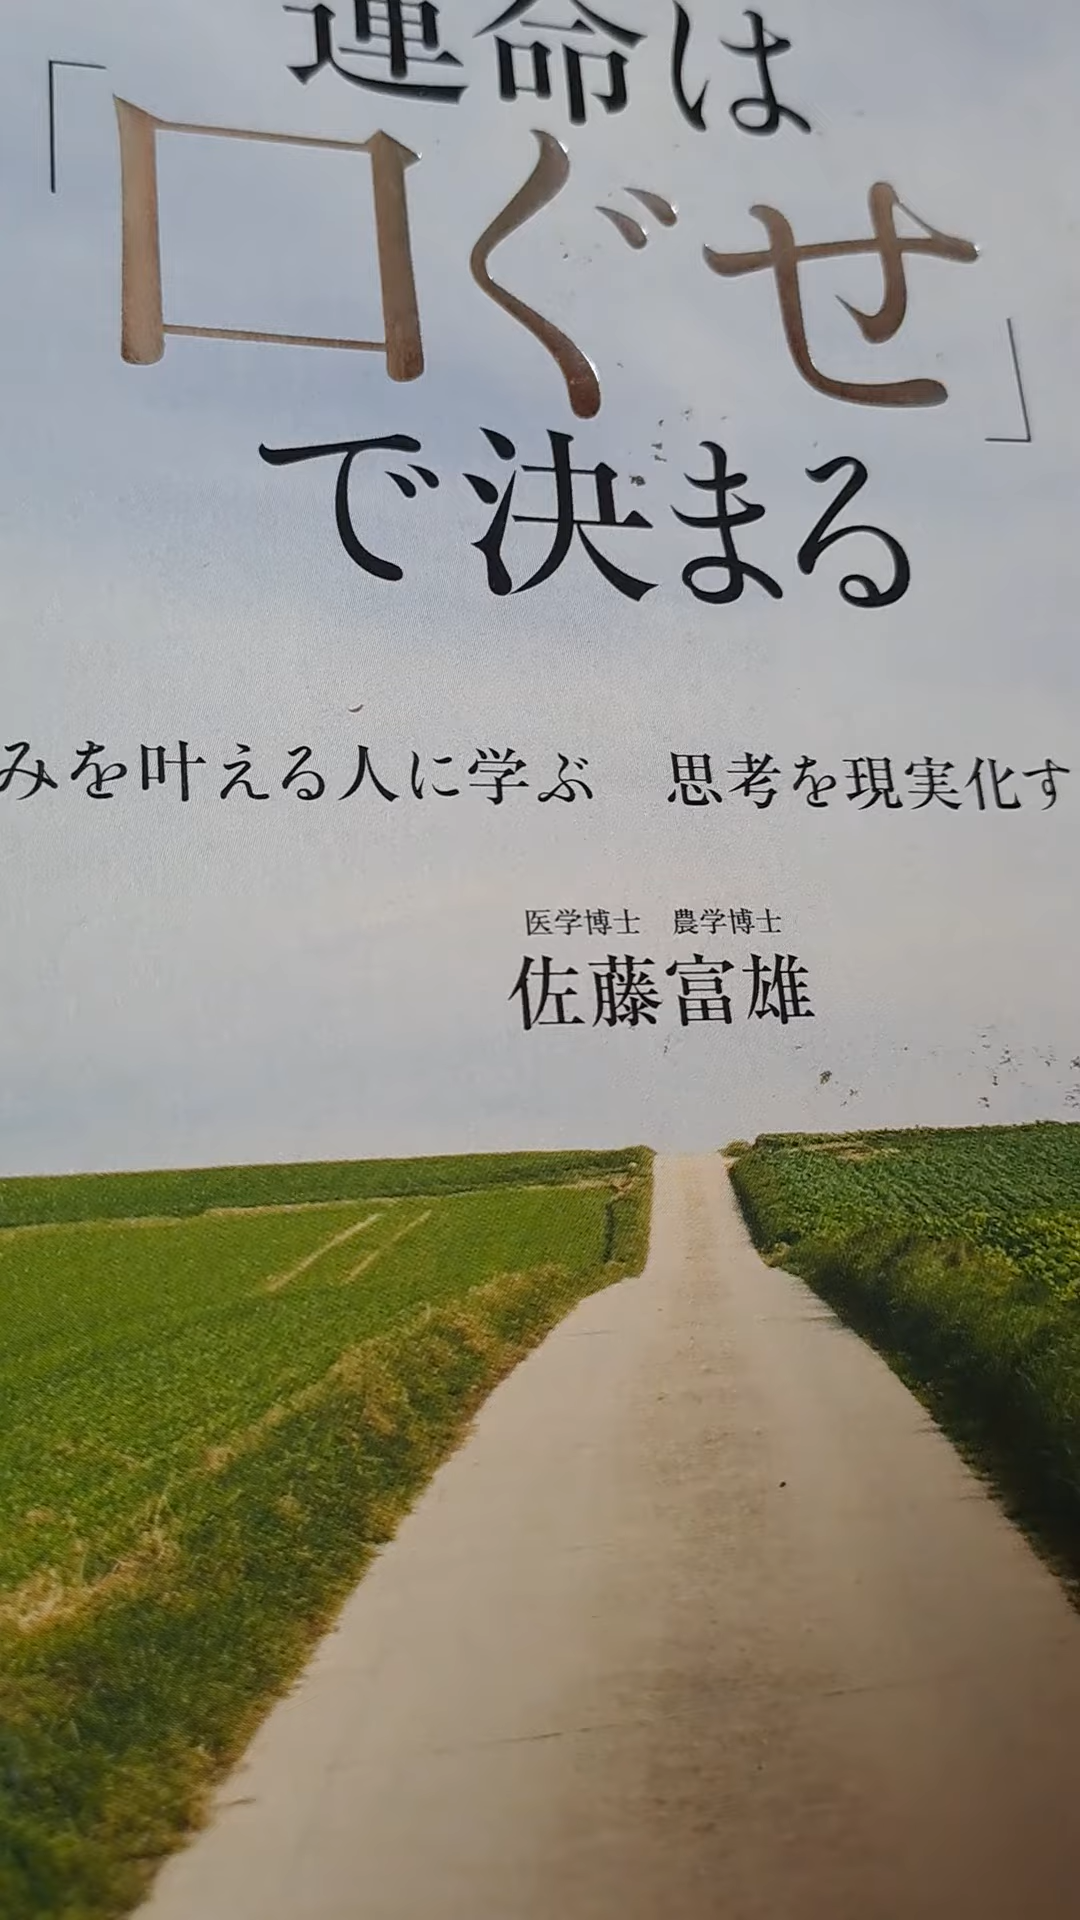 運命は
「口ぐせ」
で決まる
みを叶える人に学ぶ　思考を現実化す
医学博士　農学博士
佐藤富雄